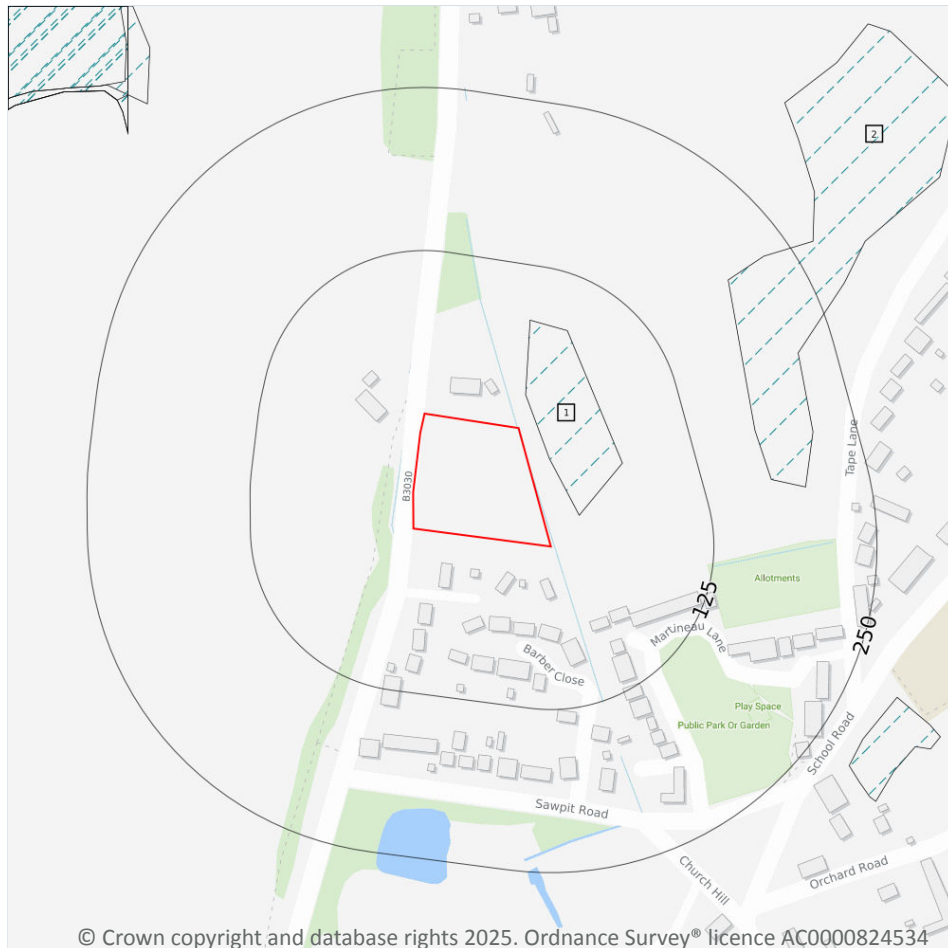 2
1
B3030
Tape Lane
Allotments
125
250
Martineau Lane
Barber Close
Play Space
Public Park Or Garden
School Road
Sawpit Road
Church Hill
Orchard Road
© Crown copyright and database rights 2025. Ordnance Survey® licence AC0000824534